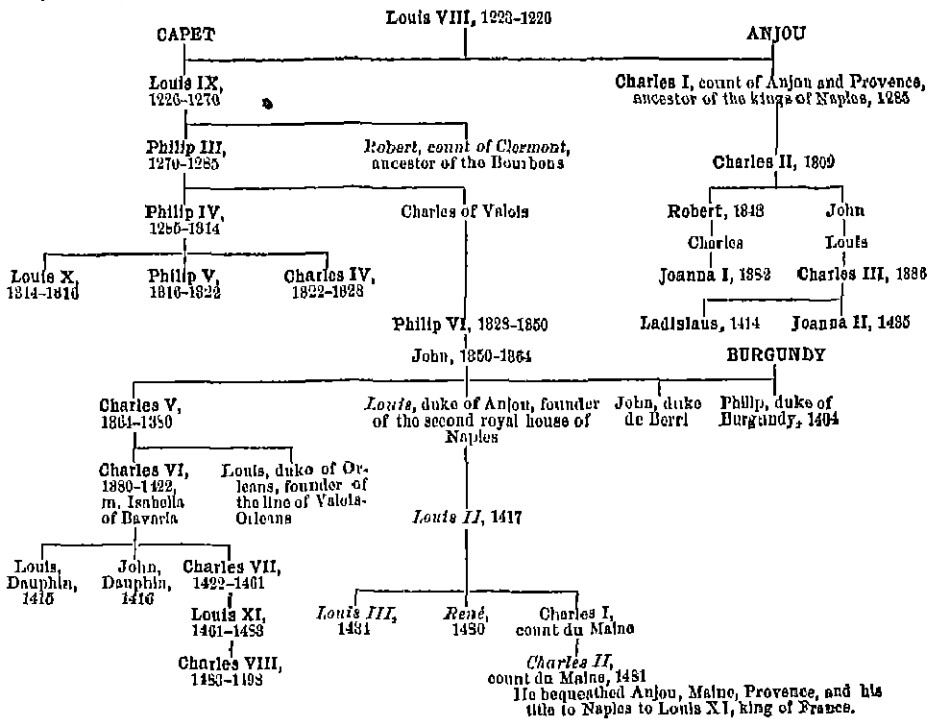 Louis VIII, 1223-1226
CAPET
ANJOU
Louis IX,
1226-1270
Charles I, count of Anjou and Provence,
ancestor of the kings of Naples, 1285
Philip III,
1270-1285
Robert, count of Clermont,
ancestor of the Bourbons
Charles II, 1309
Philip IV,
1285-1314
Charles of Valois
Robert, 1343
John
Charles
Louis
Louis X,
1314-1316
Philip V,
1316-1322
Charles IV,
1322-1328
Joanna I, 1382
Charles III, 1386
Philip VI, 1328-1350
Ladislaus, 1414
Joanna II, 1435
John, 1350-1364
BURGUNDY
Charles V,
1364-1380
Louis, duke of Anjou, founder
of the second royal house of
Naples
John, duke
de Berri
Philip, duke of
Burgundy, 1404
Charles VI,
1380-1422,
m. Isabella
of Bavaria
Louis, duke of Or-
leans, founder of
the line of Valois-
Orleans
Louis II, 1417
Louis,
Dauphin,
1415
John,
Dauphin,
1416
Charles VII,
1422-1461
Louis XI,
1461-1483
Charles VIII,
1483-1498
Louis III,
1434
René,
1480
Charles I,
count du Maine
Charles II,
count du Maine, 1481
He bequeathed Anjou, Maine, Provence, and his
title to Naples to Louis XI, king of France.